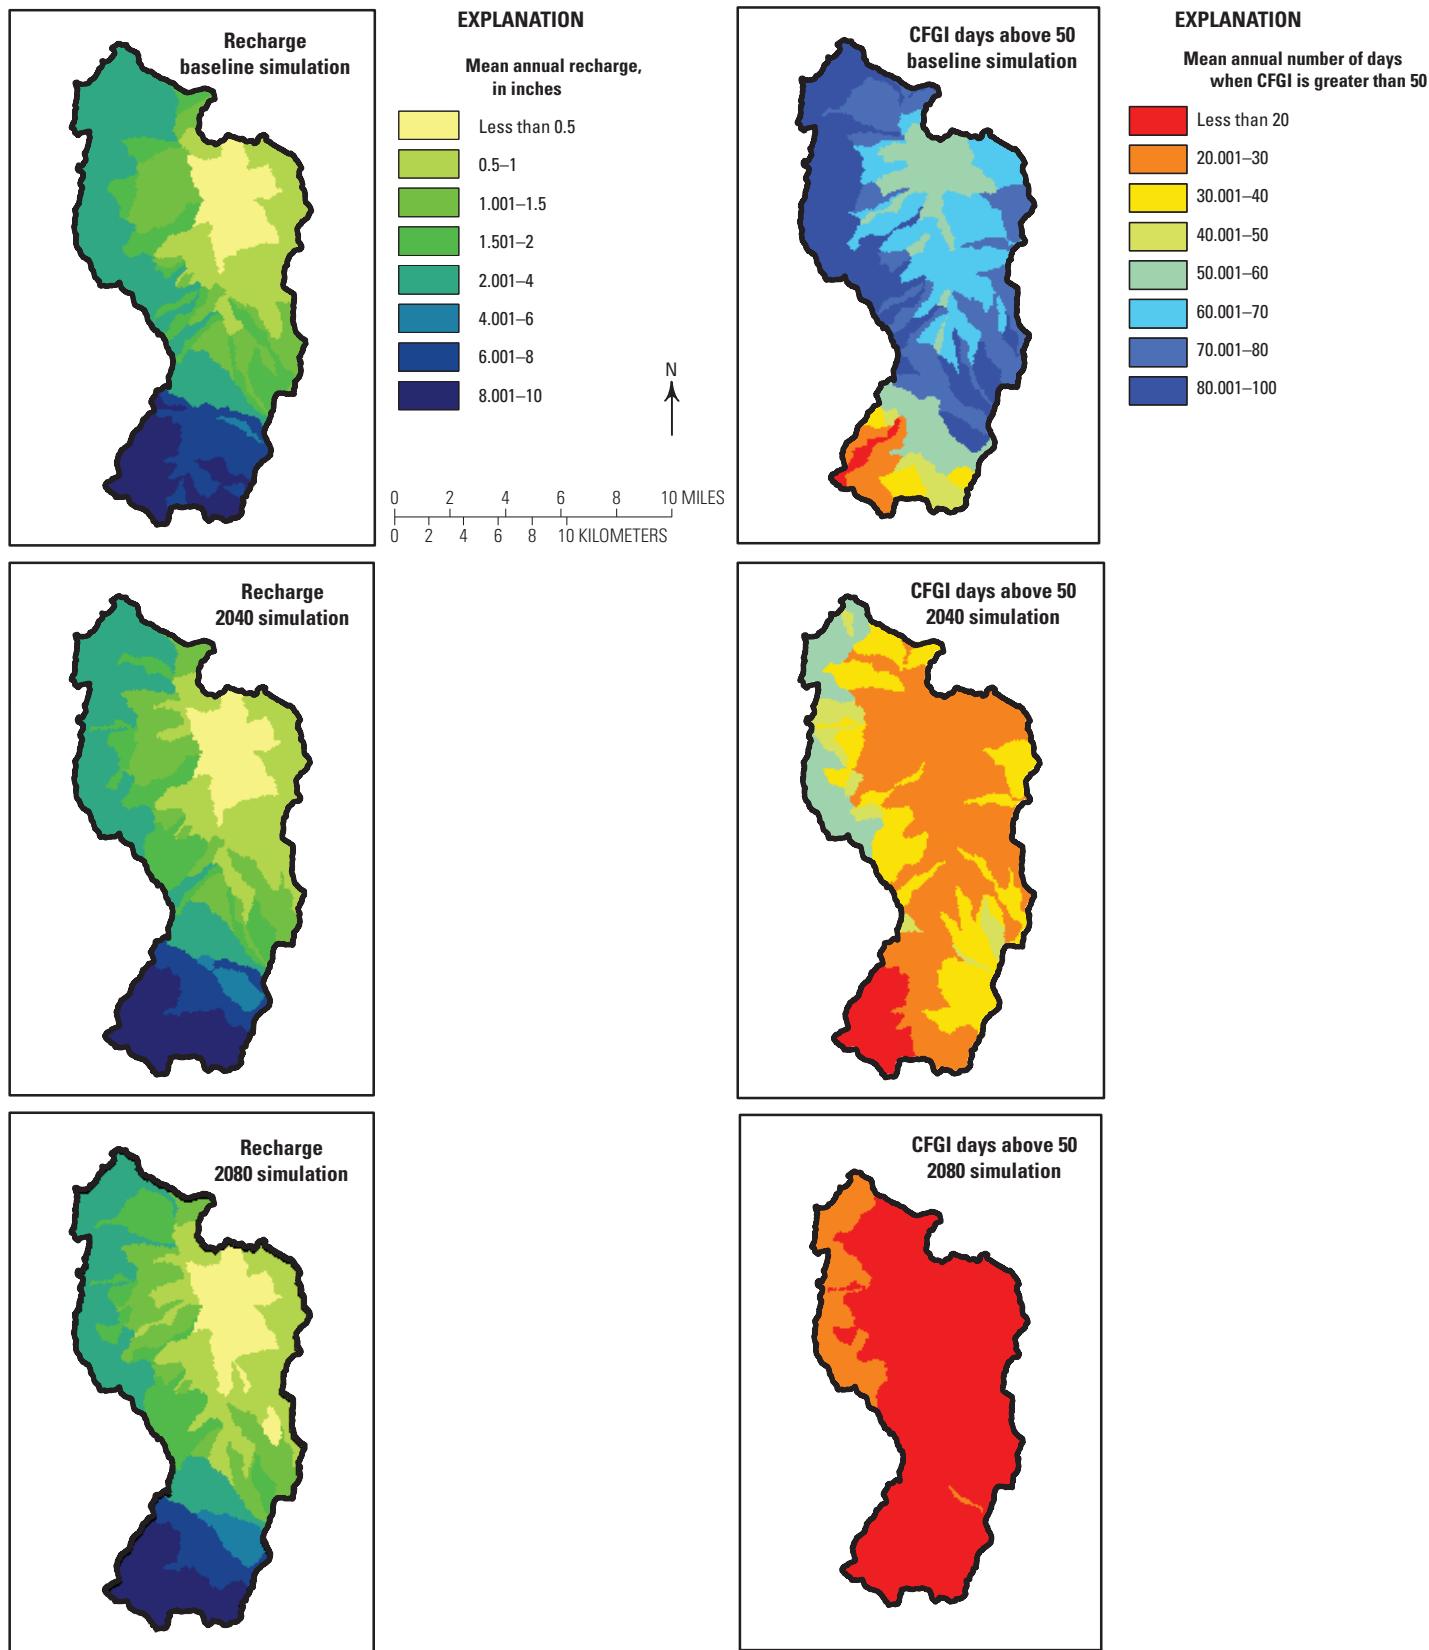 Recharge
baseline simulation
EXPLANATION
Mean annual recharge,
in inches
Less than 0.5
0.5–1
1.001–1.5
1.501–2
2.001–4
4.001–6
6.001–8
8.001–10
N
0 2 4 6 8 10 MILES
0 2 4 6 8 10 KILOMETERS
CFGI days above 50
baseline simulation
EXPLANATION
Mean annual number of days
when CFGI is greater than 50
Less than 20
20.001–30
30.001–40
40.001–50
50.001–60
60.001–70
70.001–80
80.001–100
Recharge
2040 simulation
CFGI days above 50
2040 simulation
Recharge
2080 simulation
CFGI days above 50
2080 simulation